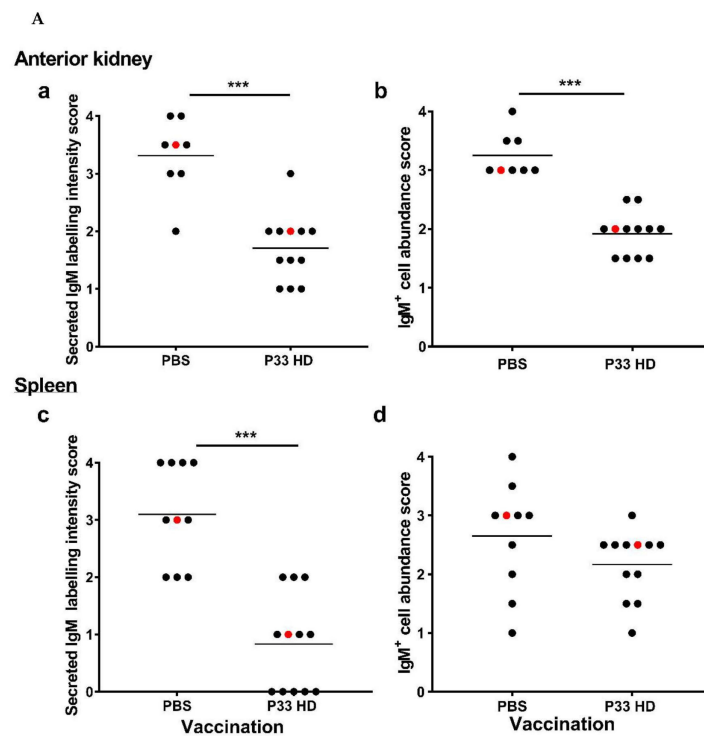 A
Anterior kidney
a
***
Secreted IgM labelling intensity score
4
3
2
1
0
PBS
P33 HD
b
***
IgM⁺ cell abundance score
4
3
2
1
0
PBS
P33 HD
Spleen
c
***
Secreted IgM labelling intensity score
4
3
2
1
0
PBS
P33 HD
Vaccination
d
IgM⁺ cell abundance score
4
3
2
1
0
PBS
P33 HD
Vaccination